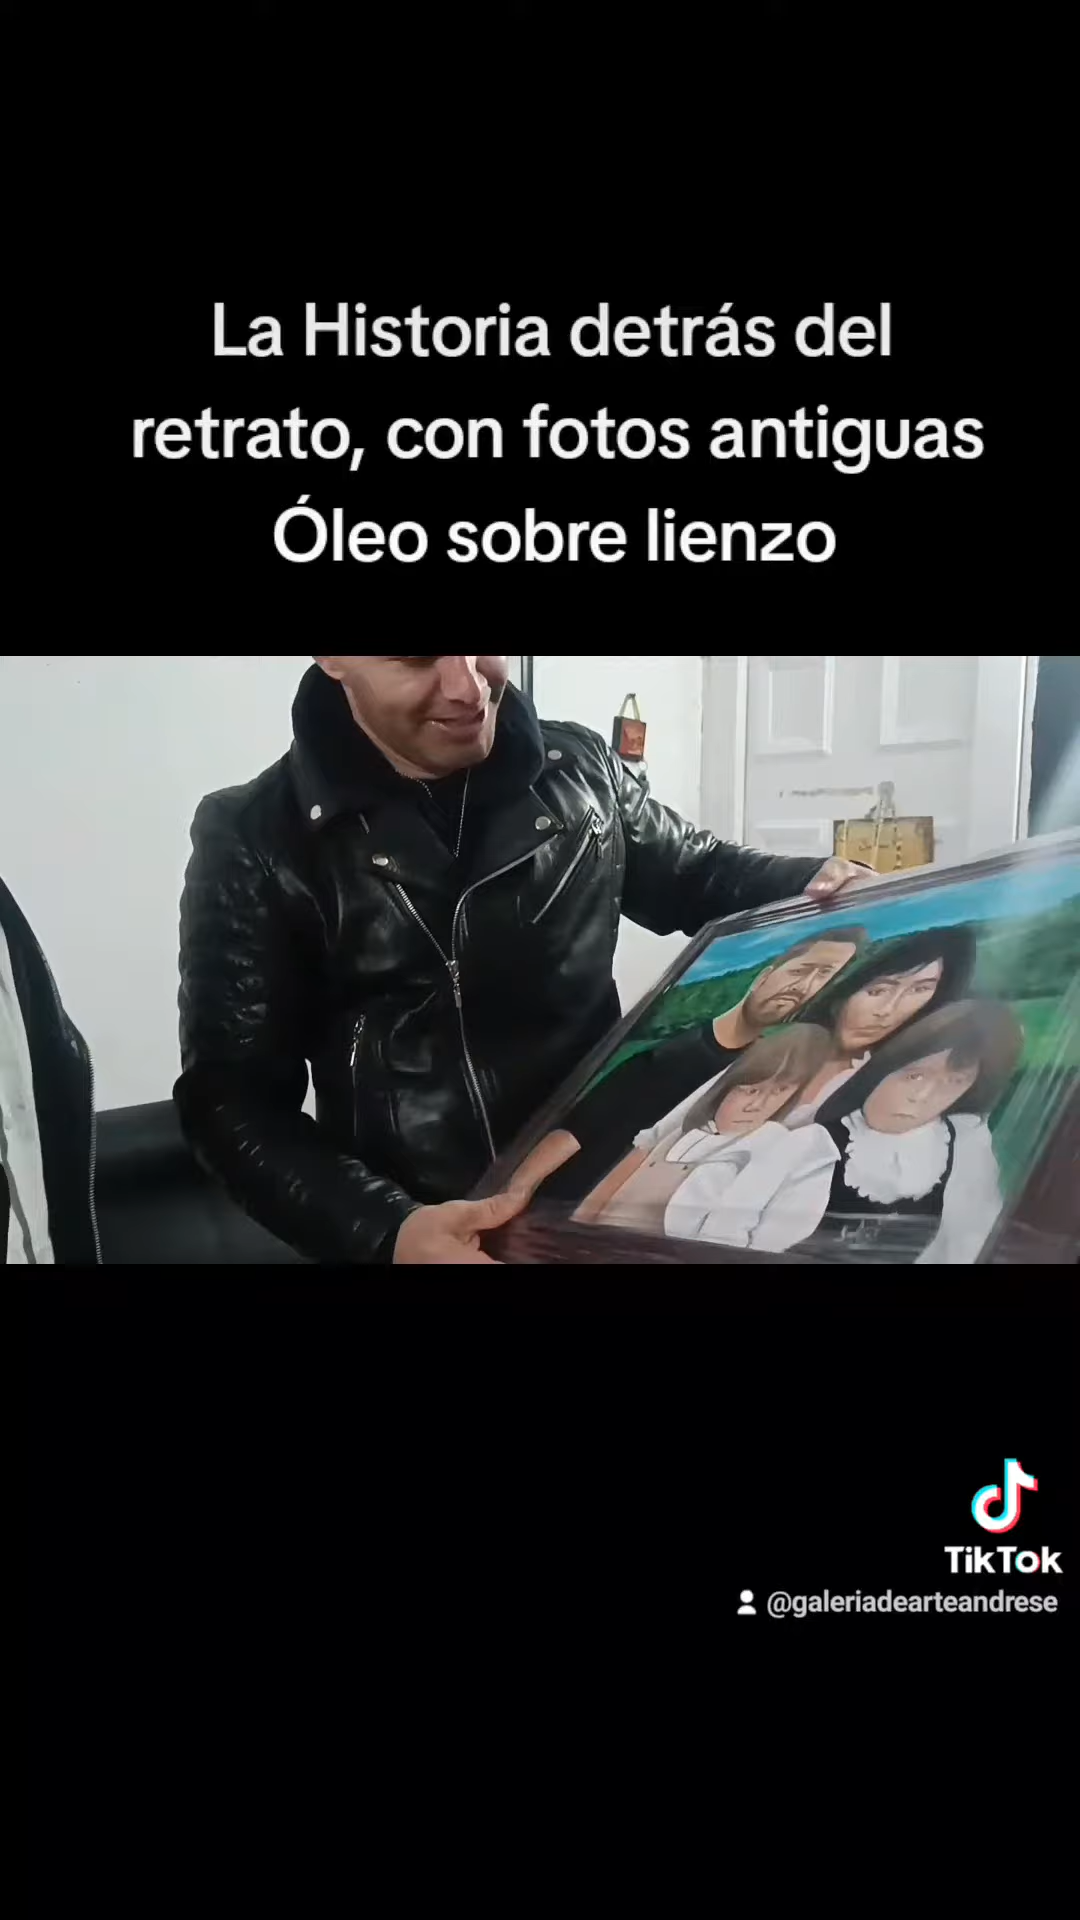 La Historia detrás del
retrato, con fotos antiguas
Óleo sobre lienzo
TikTok
@galeriadearteandrese